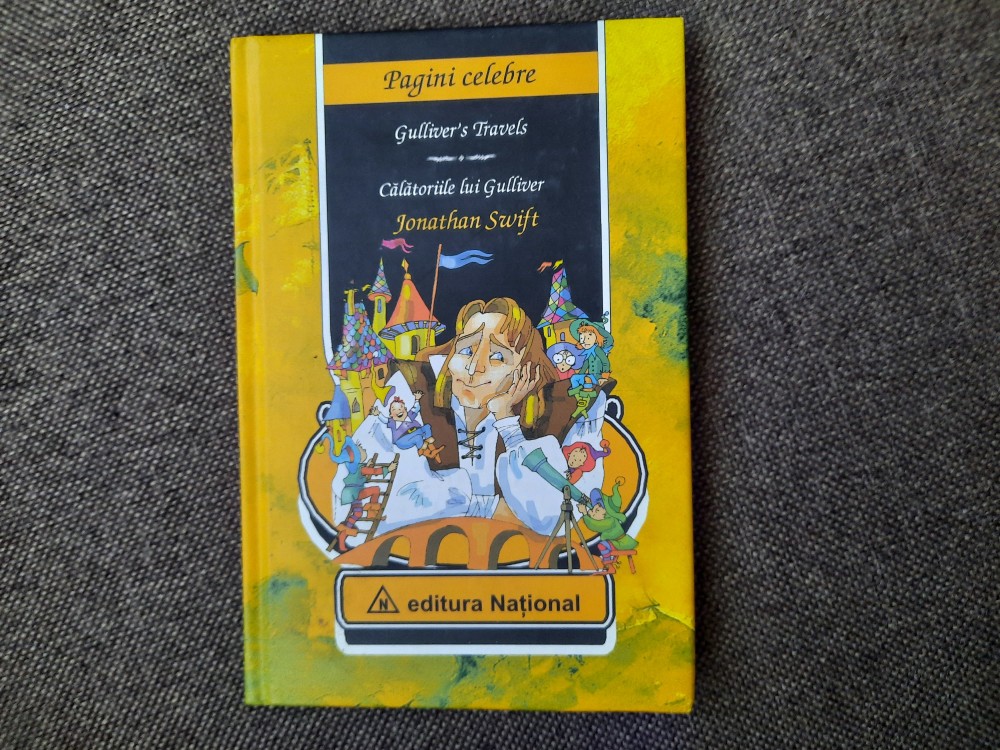 Pagini celebre
Gulliver's Travels
Călătoriile lui Gulliver
Jonathan Swift
N editura Național